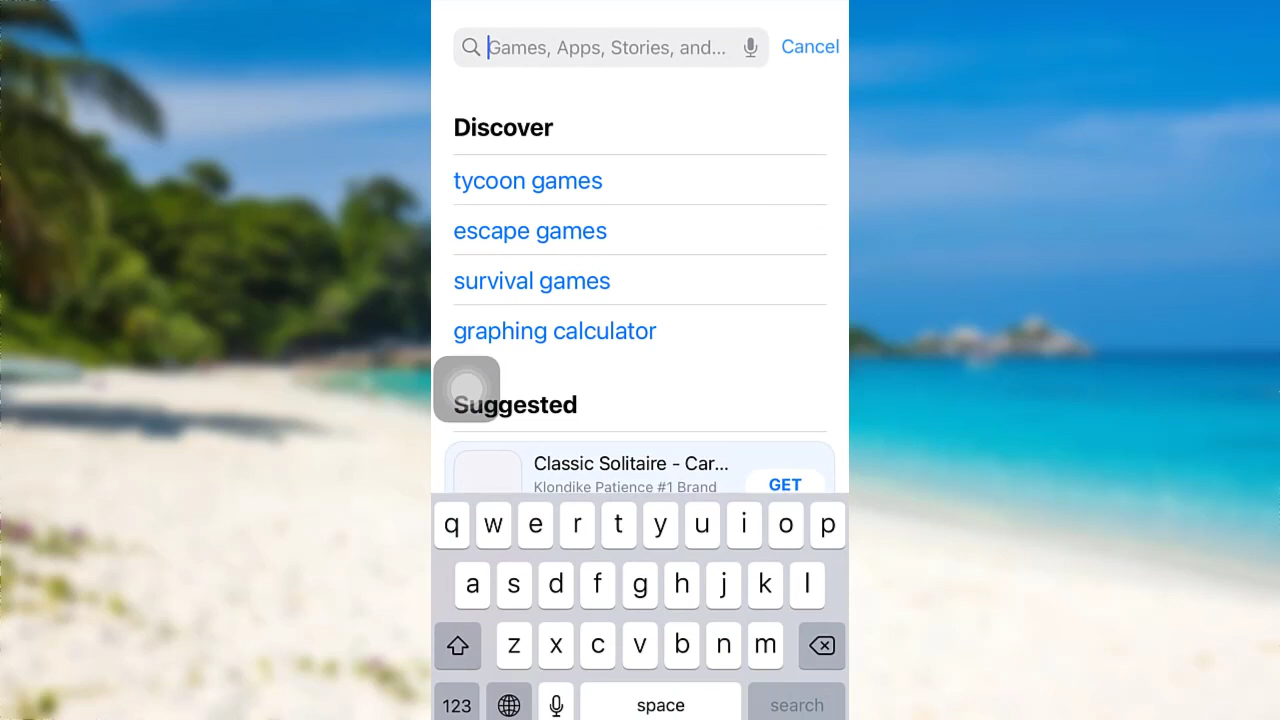 Games, Apps, Stories, and...
Cancel
Discover
tycoon games
escape games
survival games
graphing calculator
Suggested
Classic Solitaire - Car...
Klondike Patience #1 Brand
GET
q w e r t y u i o p
a s d f g h j k l
z x c v b n m
123 space search